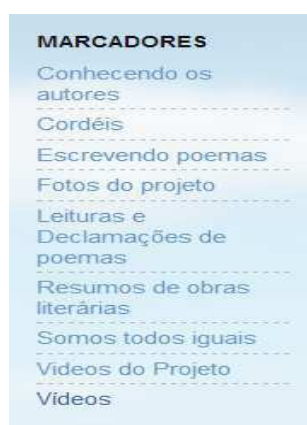 MARCADORES
Conhecendo os
autores
Cordéis
Escrevendo poemas
Fotos do projeto
Leituras e
Declamações de
poemas
Resumos de obras
literárias
Somos todos iguais
Videos do Projeto
Vídeos